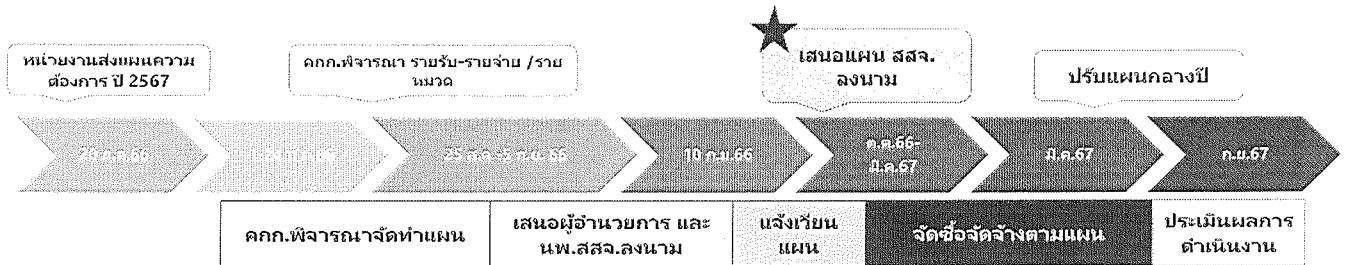 หน่วยงานส่งแผนความ
ต้องการ ปี 2567
คกก.พิจารณา รายรับ-รายจ่าย /ราย
หมวด
เสนอแผน สสจ.
ลงนาม
ปรับแผนกลางปี
10 ก.ย.66
ต.ค.66-
มี.ค.67
มี.ค.67
ก.ย.67
คกก.พิจารณาจัดทำแผน
เสนอผู้อำนวยการ และ
นพ.สสจ.ลงนาม
แจ้งเวียน
แผน
จัดซื้อจัดจ้างตามแผน
ประเมินผลการ
ดำเนินงาน